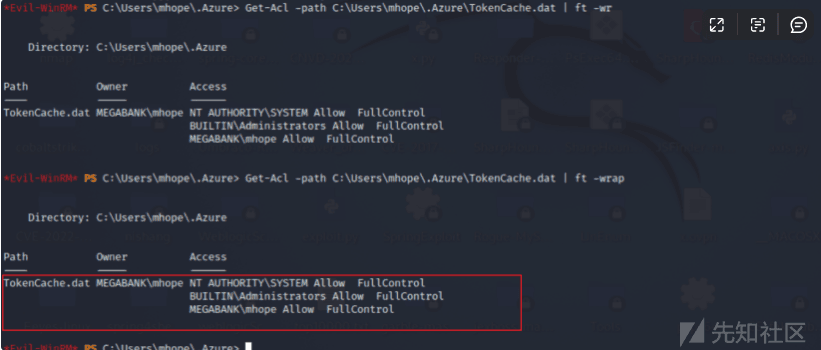 *Evil-WinRM* PS C:\Users\mhope\.Azure> Get-Acl -path C:\Users\mhope\.Azure\TokenCache.dat | ft -wr
Directory: C:\Users\mhope\.Azure
Path Owner Access
TokenCache.dat MEGABANK\mhope NT AUTHORITY\SYSTEM Allow FullControl
BUILTIN\Administrators Allow FullControl
MEGABANK\mhope Allow FullControl
*Evil-WinRM* PS C:\Users\mhope\.Azure> Get-Acl -path C:\Users\mhope\.Azure\TokenCache.dat | ft -wrap
Directory: C:\Users\mhope\.Azure
Path Owner Access
TokenCache.dat MEGABANK\mhope NT AUTHORITY\SYSTEM Allow FullControl
BUILTIN\Administrators Allow FullControl
MEGABANK\mhope Allow FullControl
*Evil-WinRM* PS C:\Users\mhope\.Azure>
先知社区